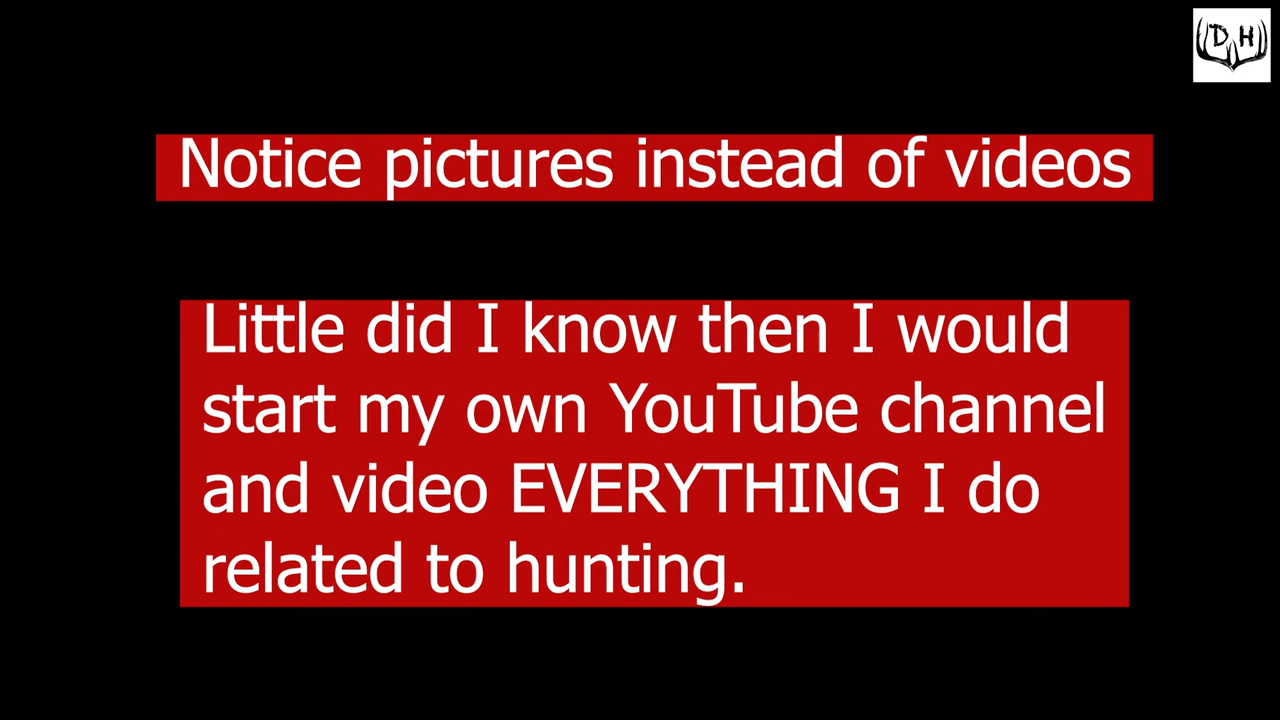 D H
Notice pictures instead of videos
Little did I know then I would
start my own YouTube channel
and video EVERYTHING I do
related to hunting.